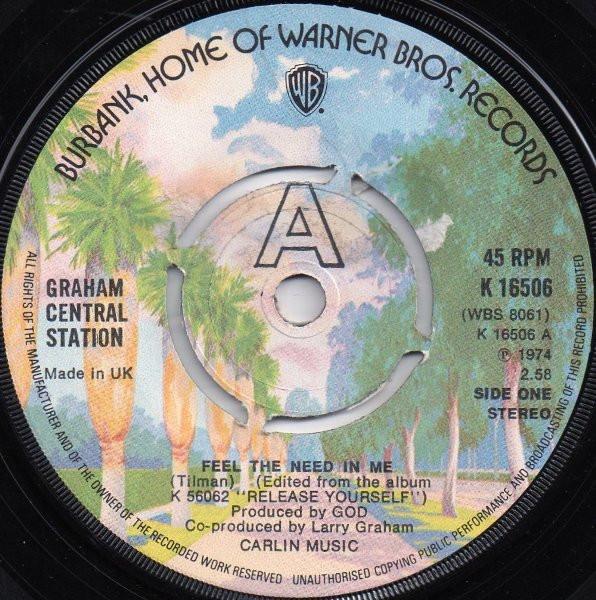 BURBANK, HOME OF WARNER BROS. RECORDS
WB
A
GRAHAM
CENTRAL
STATION
Made in UK
45 RPM
K 16506
(WBS 8061)
K 16506 A
℗ 1974
2.58
SIDE ONE
STEREO
FEEL THE NEED IN ME
(Tilman) (Edited from the album
K 56062 "RELEASE YOURSELF")
Produced by GOD
Co-produced by Larry Graham
CARLIN MUSIC
ALL RIGHTS OF THE MANUFACTURER AND OF THE OWNER OF THE RECORDED WORK RESERVED · UNAUTHORISED COPYING PUBLIC PERFORMANCE AND BROADCASTING OF THIS RECORD PROHIBITED